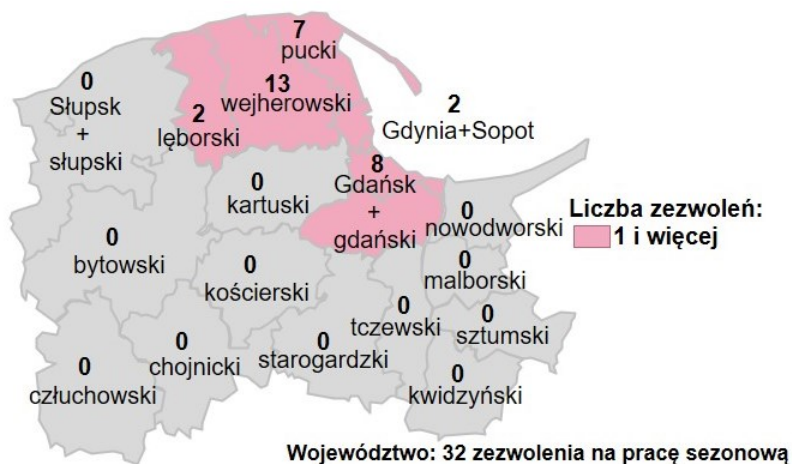 7
pucki
0
Słupsk
+
słupski
13
wejherowski
2
lęborski
2
Gdynia+Sopot
8
Gdańsk
+
gdański
0
kartuski
0
nowodworski
Liczba zezwoleń:
1 i więcej
0
bytowski
0
kościerski
0
malborski
0
tczewski
0
sztumski
0
człuchowski
0
chojnicki
0
starogardzki
0
kwidzyński
Województwo: 32 zezwolenia na pracę sezonową